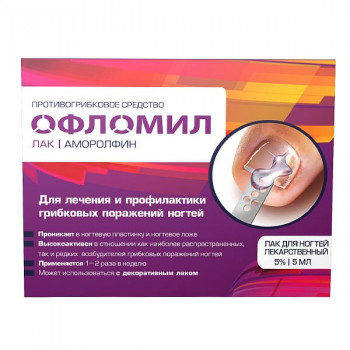 ПРОТИВОГРИБКОВОЕ СРЕДСТВО
ОФЛОМИЛ
ЛАК | АМОРОЛФИН
Для лечения и профилактики
грибковых поражений ногтей
Проникает в ногтевую пластинку и ногтевое ложе
Высокоактивен в отношении как наиболее распространенных,
так и редких возбудителей грибковых поражений ногтей
Применяется 1–2 раза в неделю
Может использоваться с декоративным лаком
ЛАК ДЛЯ НОГТЕЙ
ЛЕКАРСТВЕННЫЙ
5% | 5 МЛ